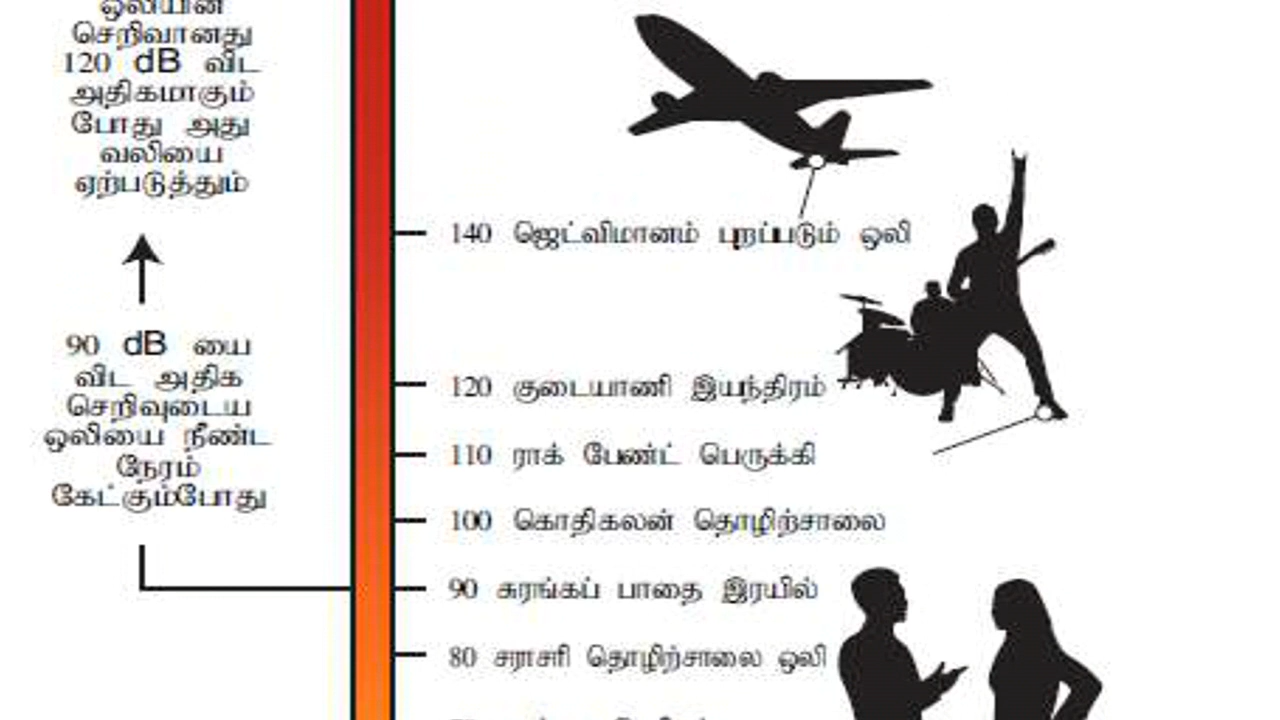 ஒலியின்
செறிவானது
120 dB விட
அதிகமாகும்
போது அது
வலியை
ஏற்படுத்தும்
90 dB யை
விட அதிக
செறிவுடைய
ஒலியை நீண்ட
நேரம்
கேட்கும்போது
140 ஜெட்விமானம் புறப்படும் ஒலி
120 குடையாணி இயந்திரம்
110 ராக் பேண்ட் பெருக்கி
100 கொதிகலன் தொழிற்சாலை
90 சுரங்கப் பாதை இரயில்
80 சராசரி தொழிற்சாலை ஒலி